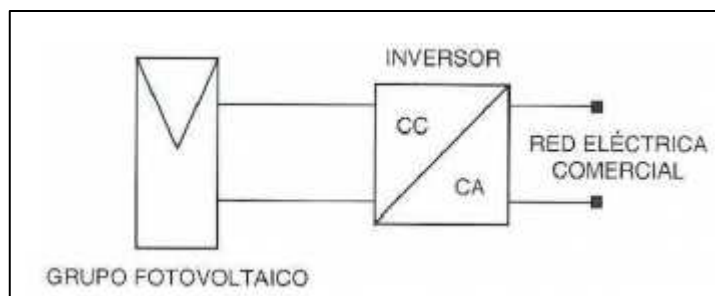 INVERSOR
CC
CA
RED ELÉCTRICA
COMERCIAL
GRUPO FOTOVOLTAICO